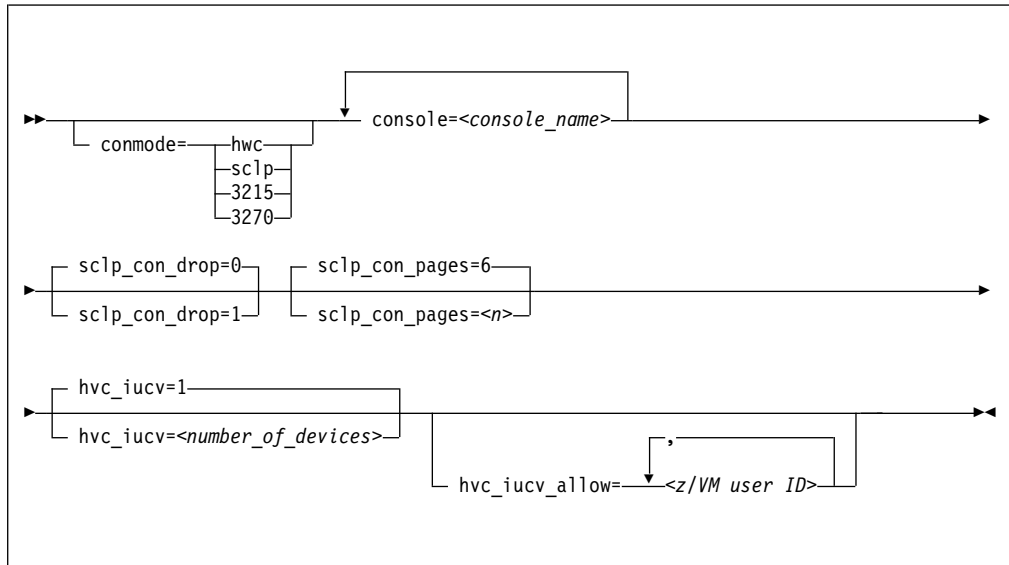 console=<console_name>
conmode= hwc
sclp
3215
3270
sclp_con_drop=0 sclp_con_pages=6
sclp_con_drop=1 sclp_con_pages=<n>
hvc_iucv=1
hvc_iucv=<number_of_devices>
,
hvc_iucv_allow= <z/VM user ID>